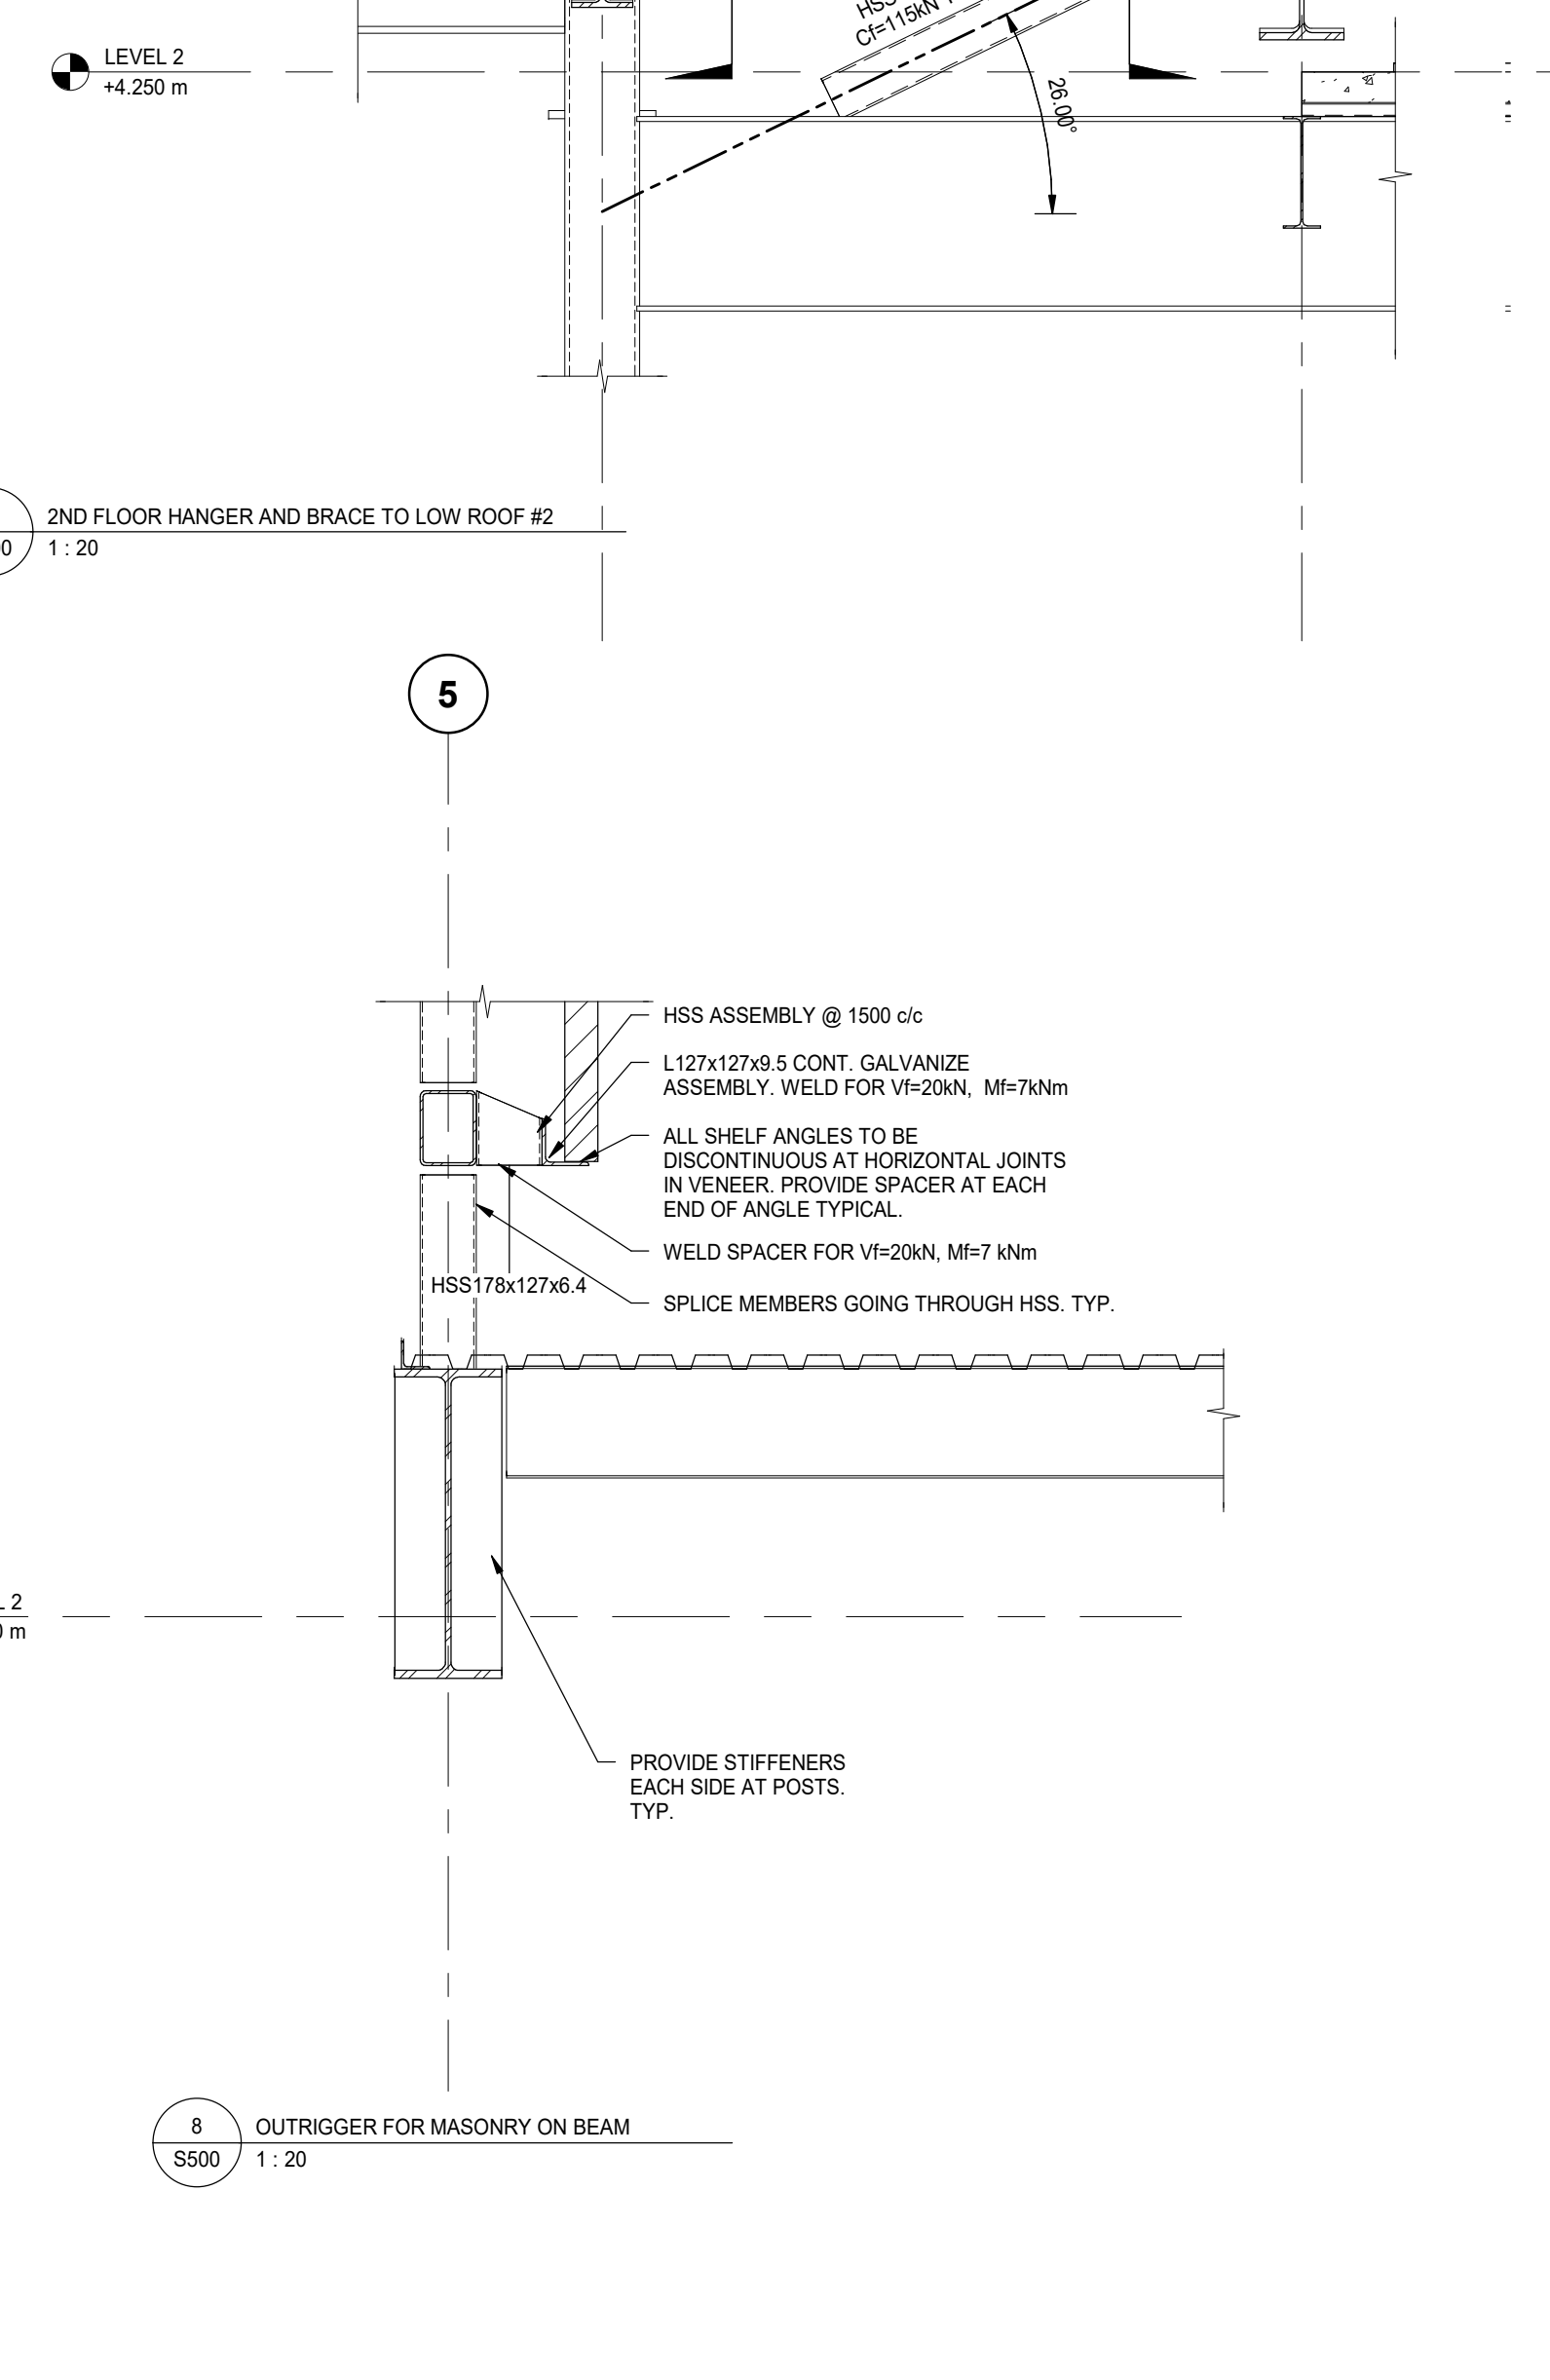 LEVEL 2
+4.250 m
Cf=115kN
26.00°
2ND FLOOR HANGER AND BRACE TO LOW ROOF #2
1 : 20
5
HSS ASSEMBLY @ 1500 c/c
L127x127x9.5 CONT. GALVANIZE
ASSEMBLY. WELD FOR Vf=20kN, Mf=7kNm
ALL SHELF ANGLES TO BE
DISCONTINUOUS AT HORIZONTAL JOINTS
IN VENEER. PROVIDE SPACER AT EACH
END OF ANGLE TYPICAL.
WELD SPACER FOR Vf=20kN, Mf=7 kNm
HSS178x127x6.4
SPLICE MEMBERS GOING THROUGH HSS. TYP.
2
m
PROVIDE STIFFENERS
EACH SIDE AT POSTS.
TYP.
8
OUTRIGGER FOR MASONRY ON BEAM
S500
1 : 20